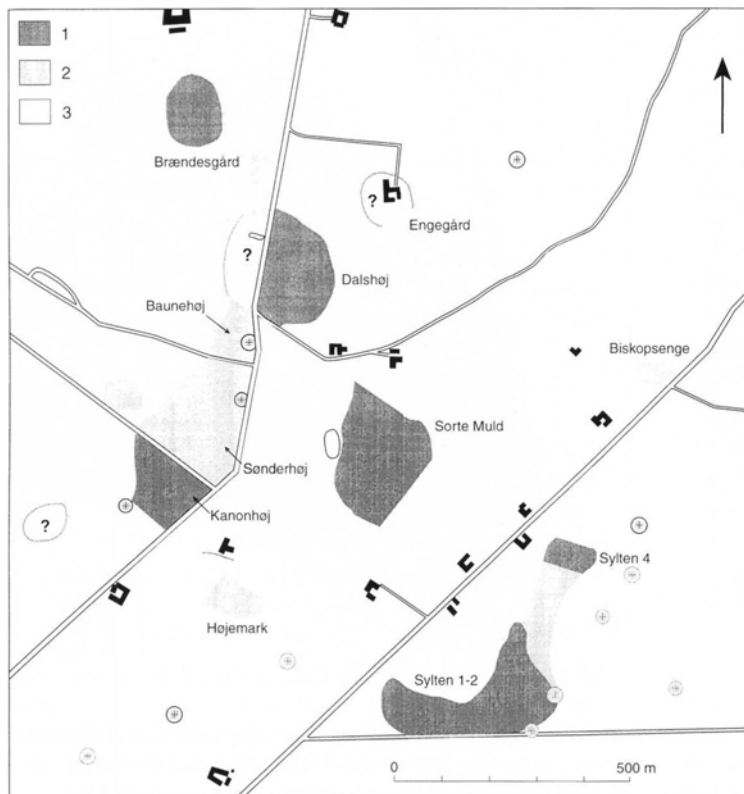 1
2
3
Brændesgård
?
Engegård
?
Dalshøj
Baunehøj
Biskopsenge
Sorte Muld
Sønderhøj
Kanonhøj
?
Sylten 4
Højemark
Sylten 1-2
0
500 m